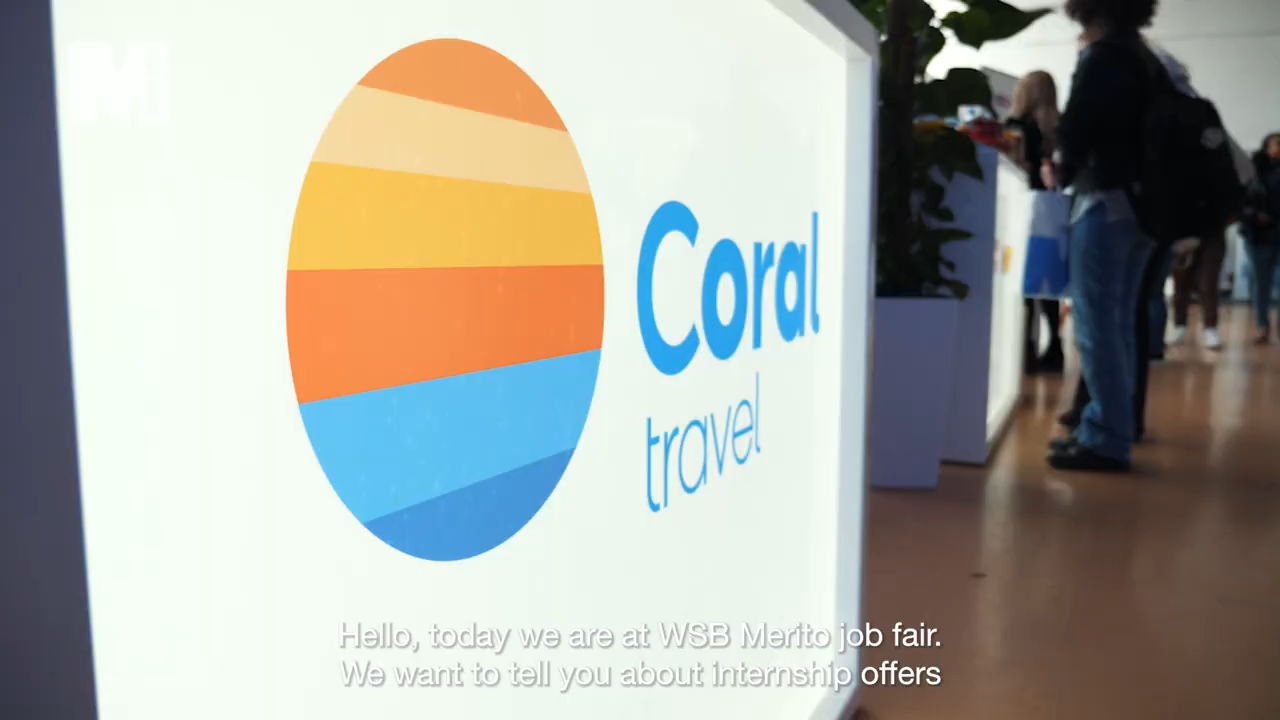 M!
Coral
travel
Hello, today we are at WSB Merito job fair.
We want to tell you about internship offers